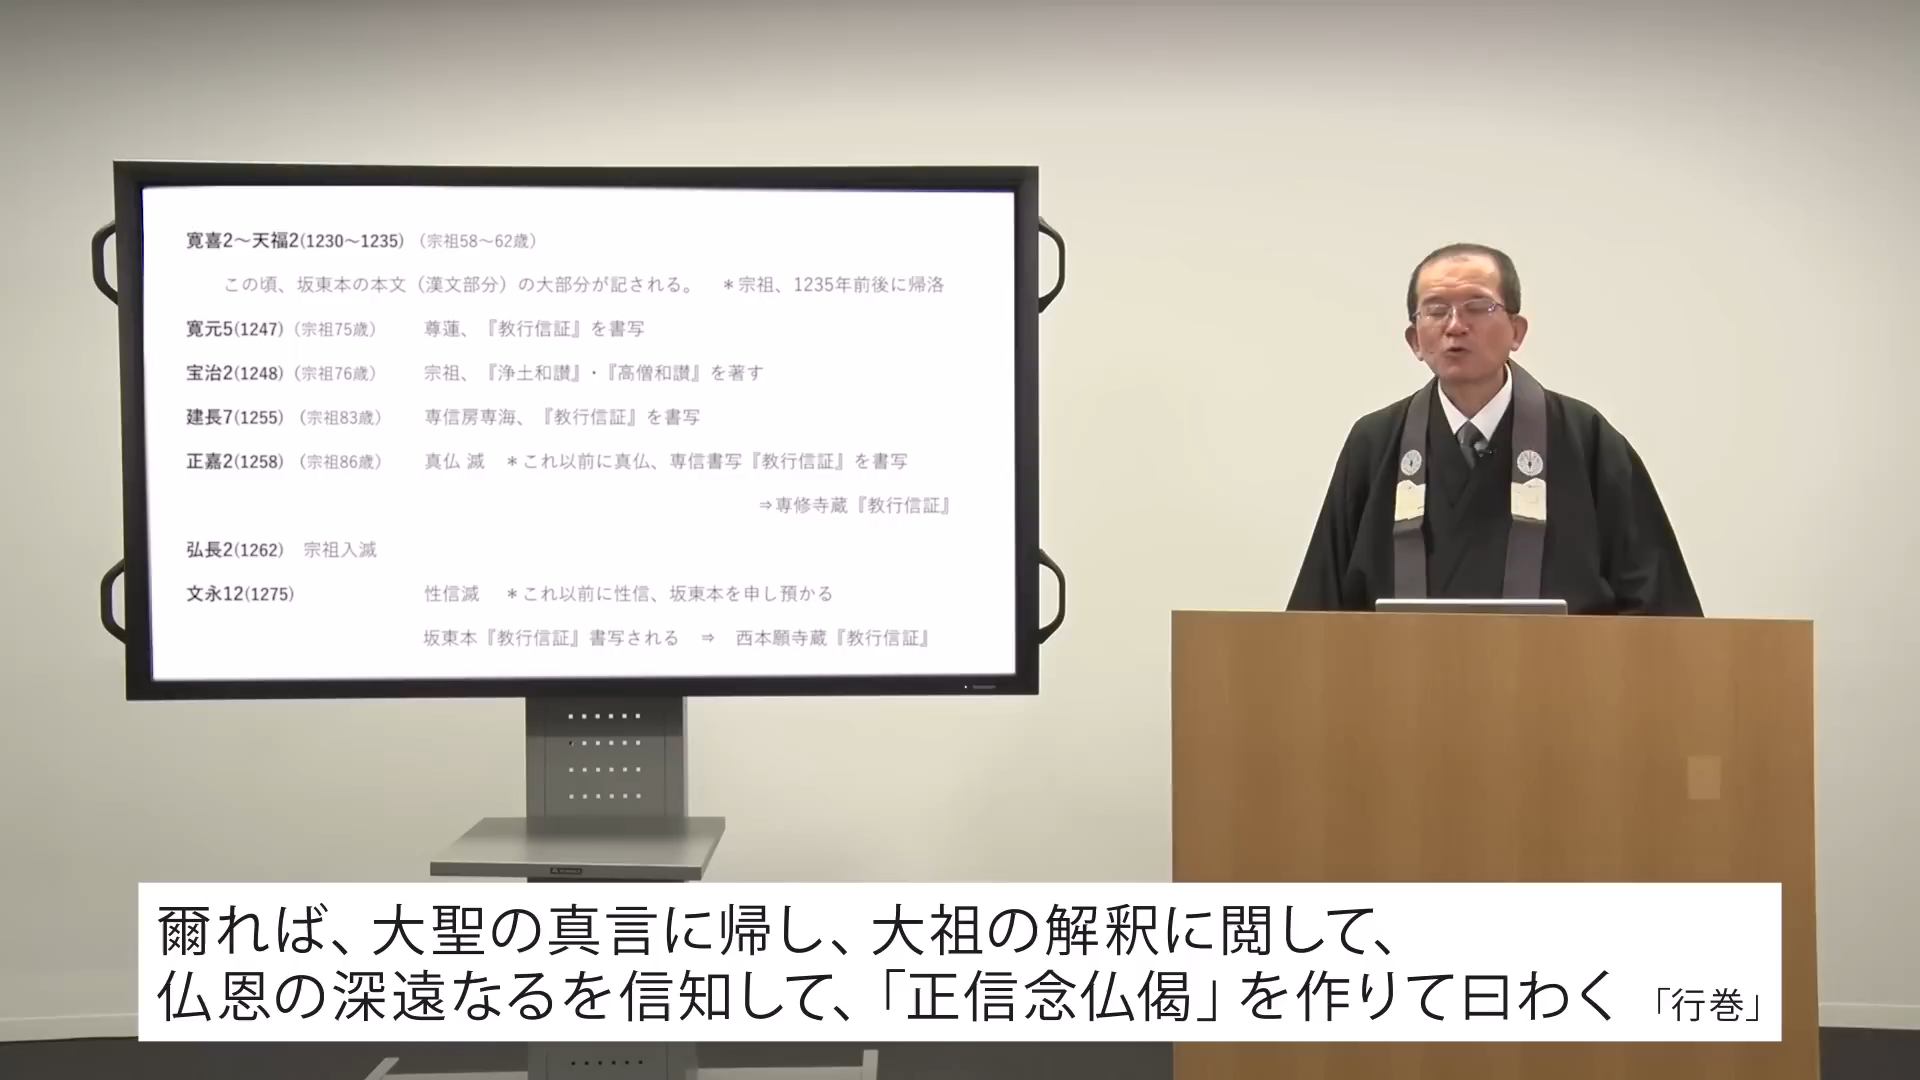 寛喜2～天福2(1230～1235) （宗祖58～62歳）
この頃、坂東本の本文（漢文部分）の大部分が記される。 ＊宗祖、1235年前後に帰洛
寛元5(1247) （宗祖75歳） 尊蓮、『教行信証』を書写
宝治2(1248) （宗祖76歳） 宗祖、『浄土和讃』・『高僧和讃』を著す
建長7(1255) （宗祖83歳） 専信房専海、『教行信証』を書写
正嘉2(1258) （宗祖86歳） 真仏 滅 ＊これ以前に真仏、専信書写『教行信証』を書写
⇒専修寺蔵『教行信証』
弘長2(1262) 宗祖入滅
文永12(1275) 性信滅 ＊これ以前に性信、坂東本を申し預かる
坂東本『教行信証』書写される ⇒ 西本願寺蔵『教行信証』
爾れば、大聖の真言に帰し、大祖の解釈に閲して、
仏恩の深遠なるを信知して、「正信念仏偈」を作りて曰わく 「行巻」